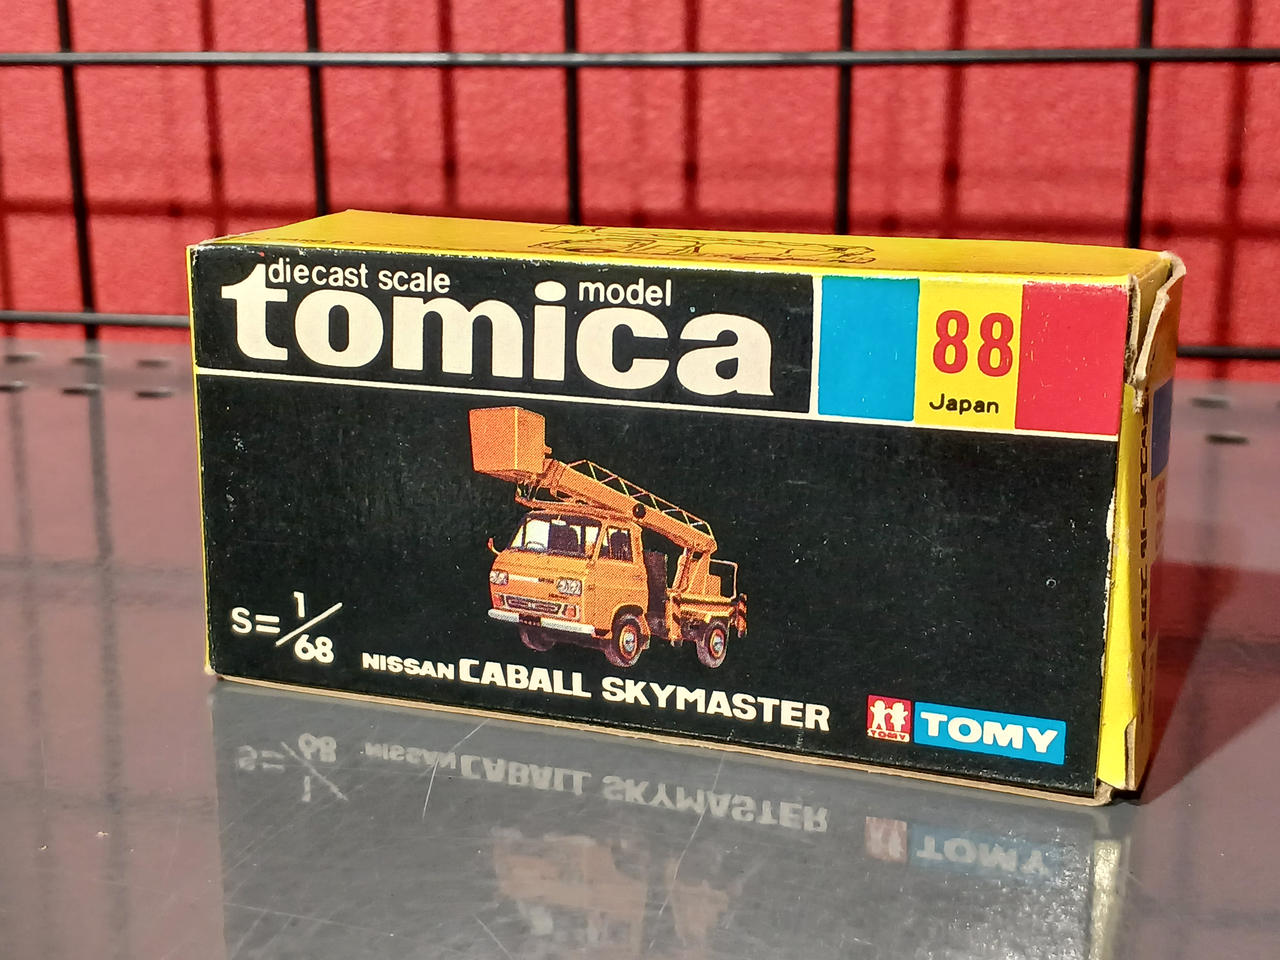 diecast scale model
tomica
88
Japan
S=1/68
NISSAN CABALL SKYMASTER
TOMY
TOMY